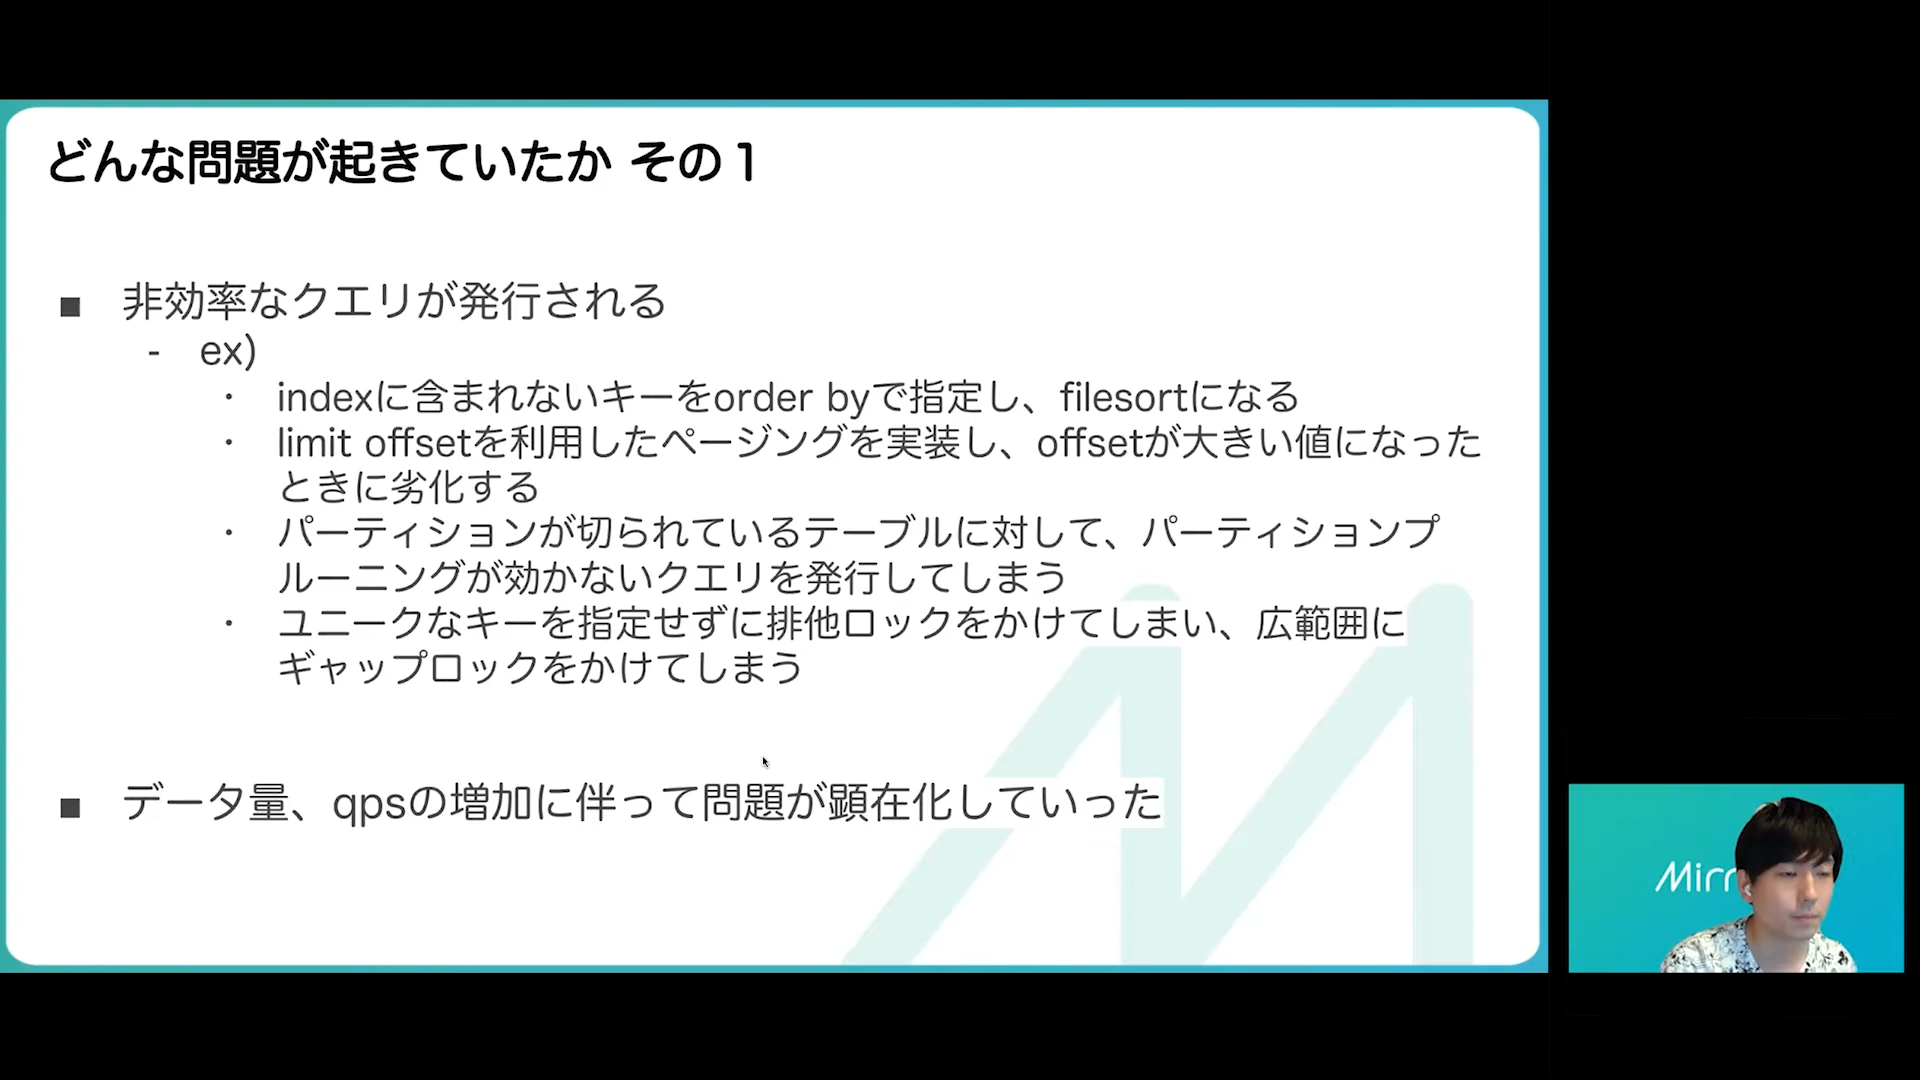 どんな問題が起きていたか その1
■ 非効率なクエリが発行される
- ex)
・ indexに含まれないキーをorder byで指定し、filesortになる
・ limit offsetを利用したページングを実装し、offsetが大きい値になった
ときに劣化する
・ パーティションが切られているテーブルに対して、パーティションプ
ルーニングが効かないクエリを発行してしまう
・ ユニークなキーを指定せずに排他ロックをかけてしまい、広範囲に
ギャップロックをかけてしまう
■ データ量、qpsの増加に伴って問題が顕在化していった
Mirr